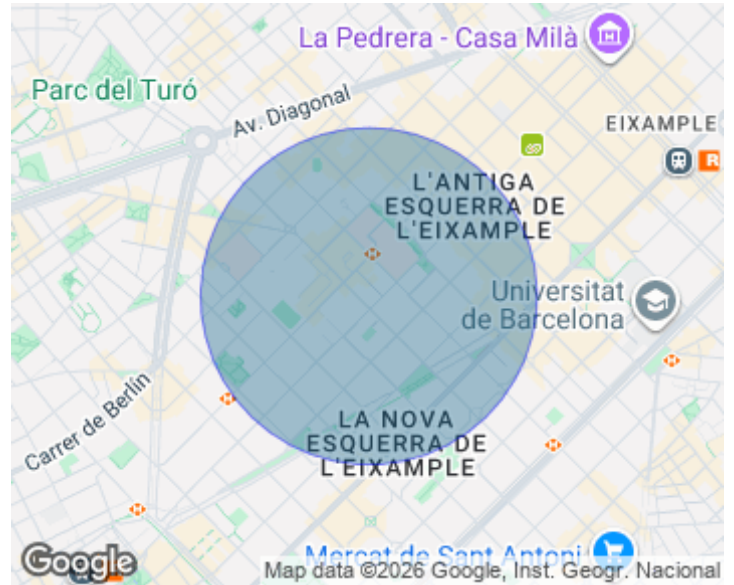 La Pedrera - Casa Milà
Parc del Turó
Av. Diagonal
EIXAMPLE
R
L'ANTIGA
ESQUERRA DE
L'EIXAMPLE
Universitat
de Barcelona
Carrer de Berlín
LA NOVA
ESQUERRA DE
L'EIXAMPLE
Mercat de Sant Antoni
Google
Map data ©2026 Google, Inst. Geogr. Nacional